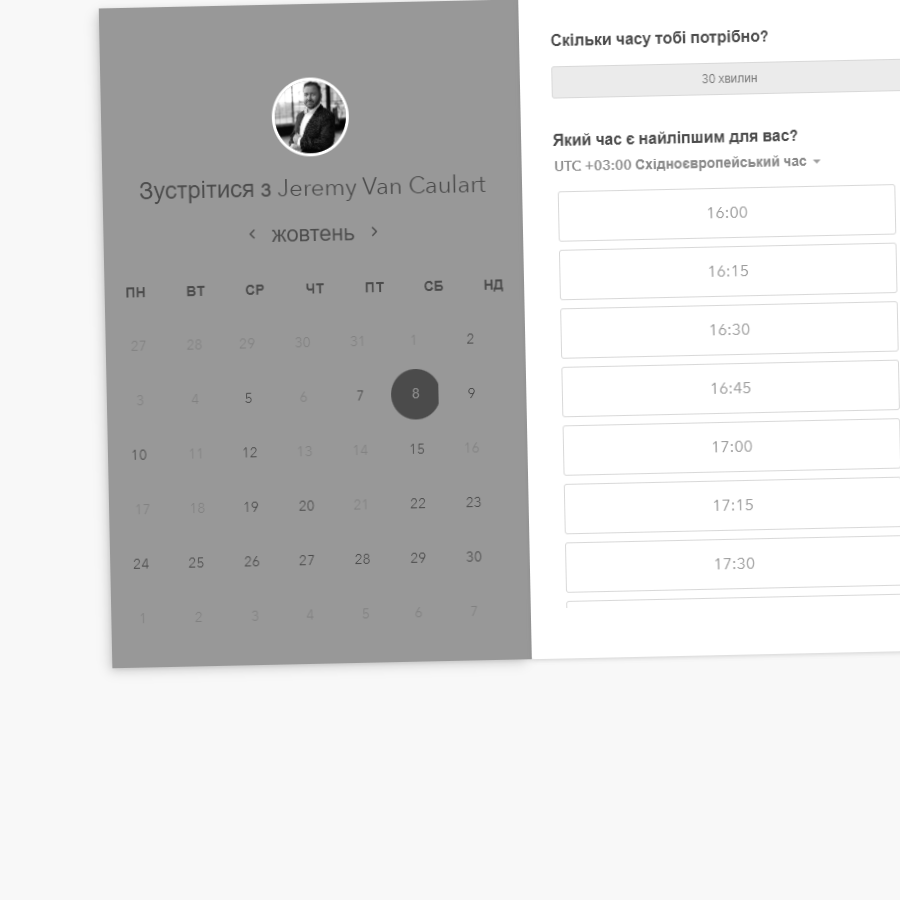 Зустрітися з Jeremy Van Caulart
‹ жовтень ›
ПН ВТ СР ЧТ ПТ СБ НД
27 28 29 30 31 1 2
3 4 5 6 7 8 9
10 11 12 13 14 15 16
17 18 19 20 21 22 23
24 25 26 27 28 29 30
1 2 3 4 5 6 7
Скільки часу тобі потрібно?
30 хвилин
Який час є найліпшим для вас?
UTC +03:00 Східноєвропейський час
16:00
16:15
16:30
16:45
17:00
17:15
17:30